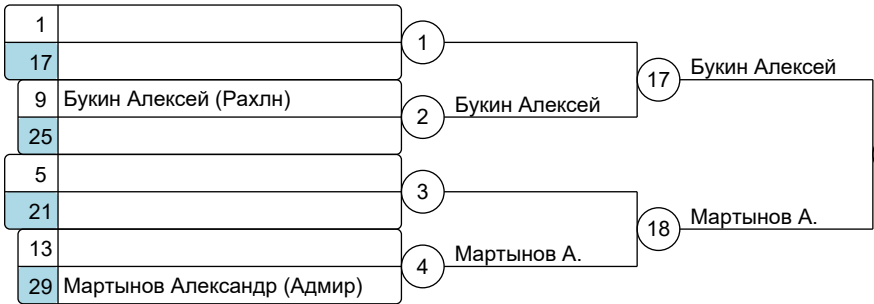 1
17
1
9 Букин Алексей (Рахлн)
25
2 Букин Алексей
17 Букин Алексей
5
21
3
13
29 Мартынов Александр (Адмир)
4 Мартынов А.
18 Мартынов А.